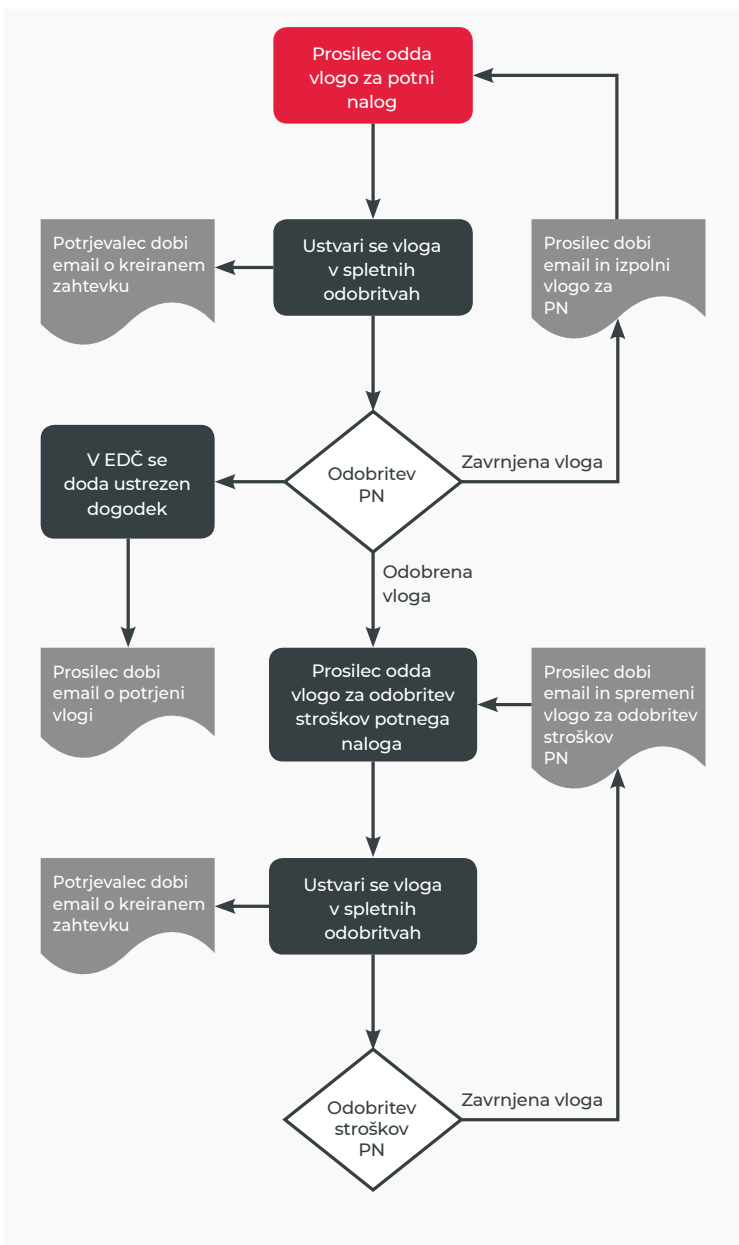 Prosilec odda
vlogo za potni
nalog
Potrjevalec dobi
email o kreiranem
zahtevku
Ustvari se vloga
v spletnih
odobritvah
Prosilec dobi
email in izpolni
vlogo za
PN
V EDČ se
doda ustrezen
dogodek
Odobritev
PN
Zavrnjena vloga
Odobrena
vloga
Prosilec dobi
email o potrjeni
vlogi
Prosilec odda
vlogo za odobritev
stroškov potnega
naloga
Prosilec dobi
email in spremeni
vlogo za odobritev
stroškov
PN
Potrjevalec dobi
email o kreiranem
zahtevku
Ustvari se vloga
v spletnih
odobritvah
Odobritev
stroškov
PN
Zavrnjena vloga